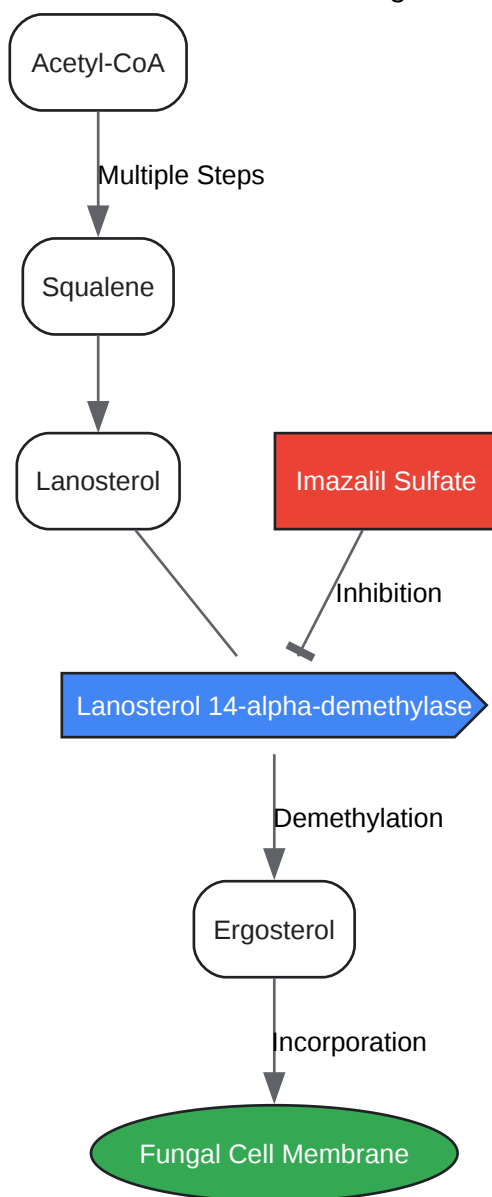 Acetyl-CoA
Multiple Steps
Squalene
Lanosterol
Imazalil Sulfate
Inhibition
Lanosterol 14-alpha-demethylase
Demethylation
Ergosterol
Incorporation
Fungal Cell Membrane